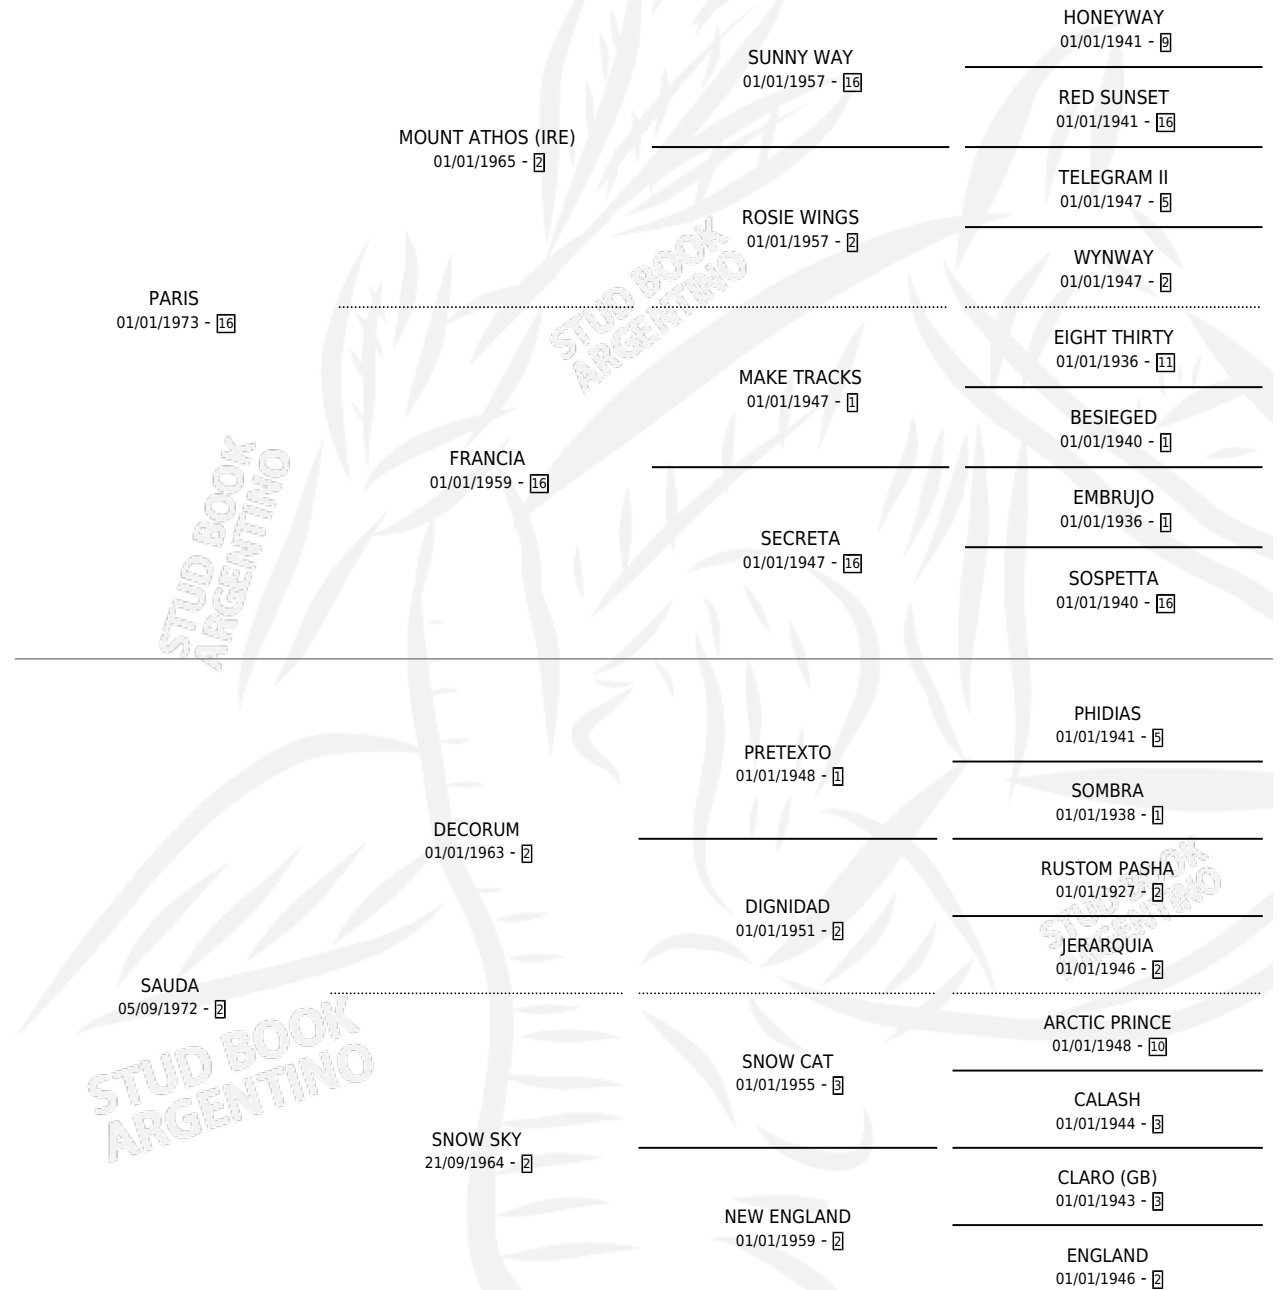 HONEYWAY
01/01/1941 - 9
SUNNY WAY
01/01/1957 - 16
RED SUNSET
01/01/1941 - 16
MOUNT ATHOS (IRE)
01/01/1965 - 2
TELEGRAM II
01/01/1947 - 5
ROSIE WINGS
01/01/1957 - 2
WYNWAY
01/01/1947 - 2
PARIS
01/01/1973 - 16
EIGHT THIRTY
01/01/1936 - 11
MAKE TRACKS
01/01/1947 - 1
BESIEGED
01/01/1940 - 1
FRANCIA
01/01/1959 - 16
EMBRUJO
01/01/1936 - 1
SECRETA
01/01/1947 - 16
SOSPETTA
01/01/1940 - 16
STUD BOOK
ARGENTINO
STUD BOOK
ARGENTINO
PHIDIAS
01/01/1941 - 5
PRETEXTO
01/01/1948 - 1
SOMBRA
01/01/1938 - 1
DECORUM
01/01/1963 - 2
RUSTOM PASHA
01/01/1927 - 2
DIGNIDAD
01/01/1951 - 2
JERARQUIA
01/01/1946 - 2
SAUDA
05/09/1972 - 2
ARCTIC PRINCE
01/01/1948 - 10
SNOW CAT
01/01/1955 - 3
CALASH
01/01/1944 - 3
SNOW SKY
21/09/1964 - 2
CLARO (GB)
01/01/1943 - 3
NEW ENGLAND
01/01/1959 - 2
ENGLAND
01/01/1946 - 2
STUD BOOK
ARGENTINO
STUD BOOK
ARGENTINO